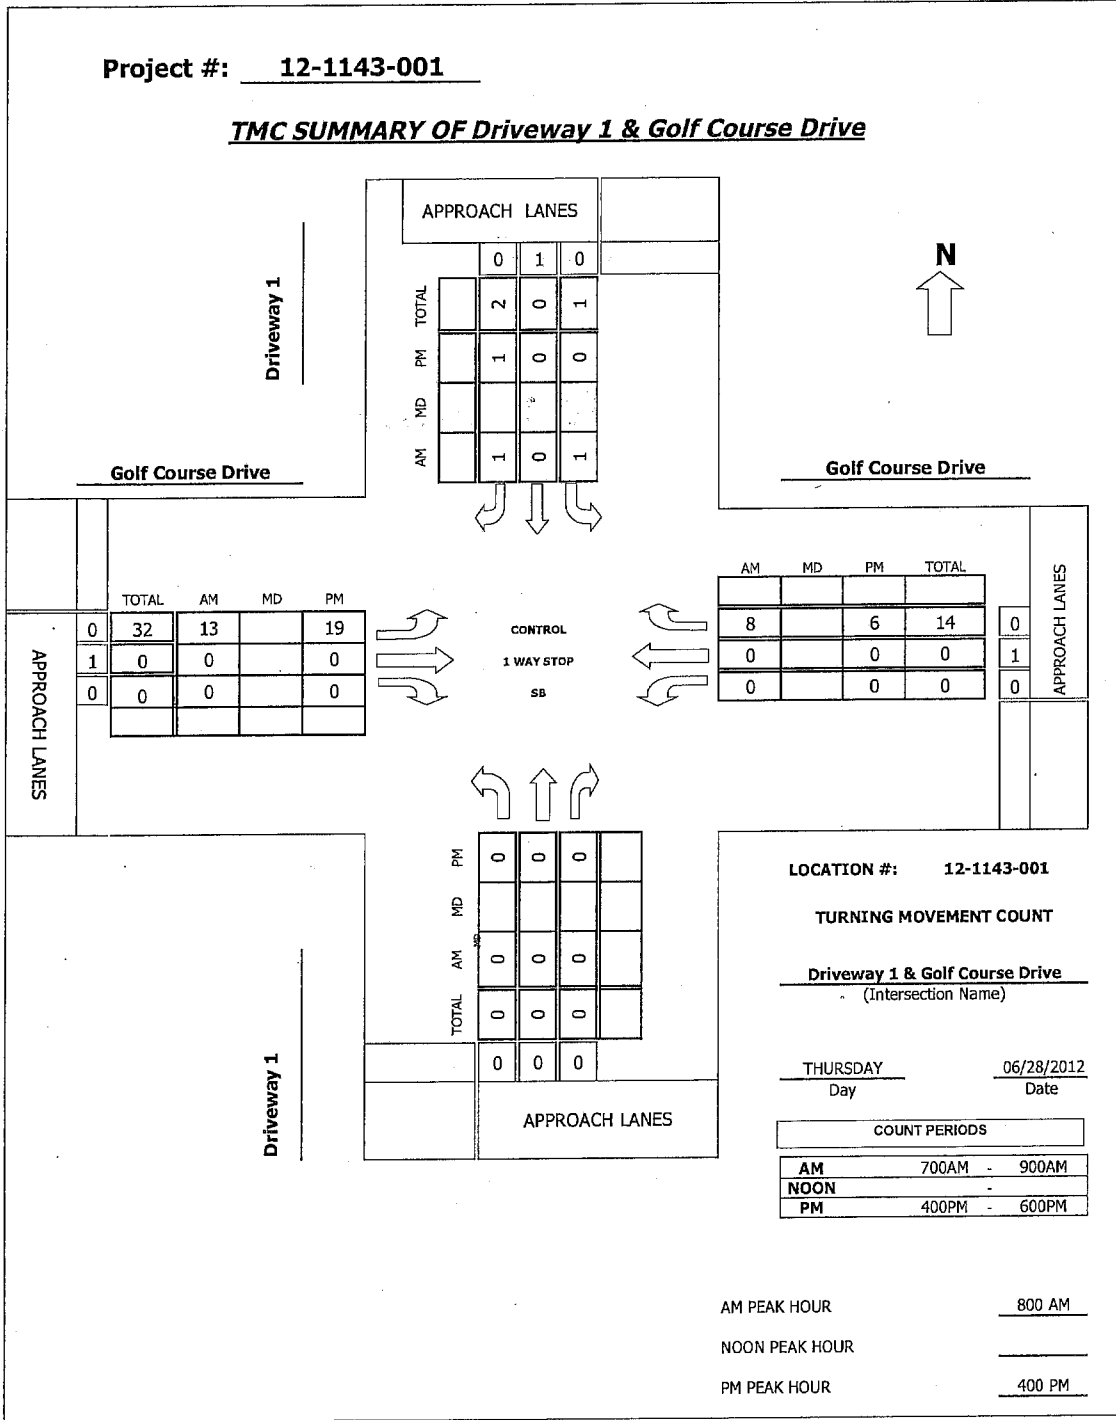 Project #: 12-1143-001
TMC SUMMARY OF Driveway 1 & Golf Course Drive
APPROACH LANES
0 1 0
Driveway 1
TOTAL 2 0 1
PM 1 0 0
MD
AM 1 0 1
N
Golf Course Drive
Golf Course Drive
TOTAL AM MD PM
0 32 13 19
1 0 0 0
0 0 0 0
APPROACH LANES
CONTROL
1 WAY STOP
SB
AM MD PM TOTAL
8 6 14 0
0 0 0 1
0 0 0 0
APPROACH LANES
PM 0 0 0
MD
MD
AM 0 0 0
TOTAL 0 0 0
0 0 0
APPROACH LANES
Driveway 1
LOCATION #: 12-1143-001
TURNING MOVEMENT COUNT
Driveway 1 & Golf Course Drive
(Intersection Name)
THURSDAY 06/28/2012
Day Date
COUNT PERIODS
AM 700AM - 900AM
NOON -
PM 400PM - 600PM
AM PEAK HOUR 800 AM
NOON PEAK HOUR
PM PEAK HOUR 400 PM